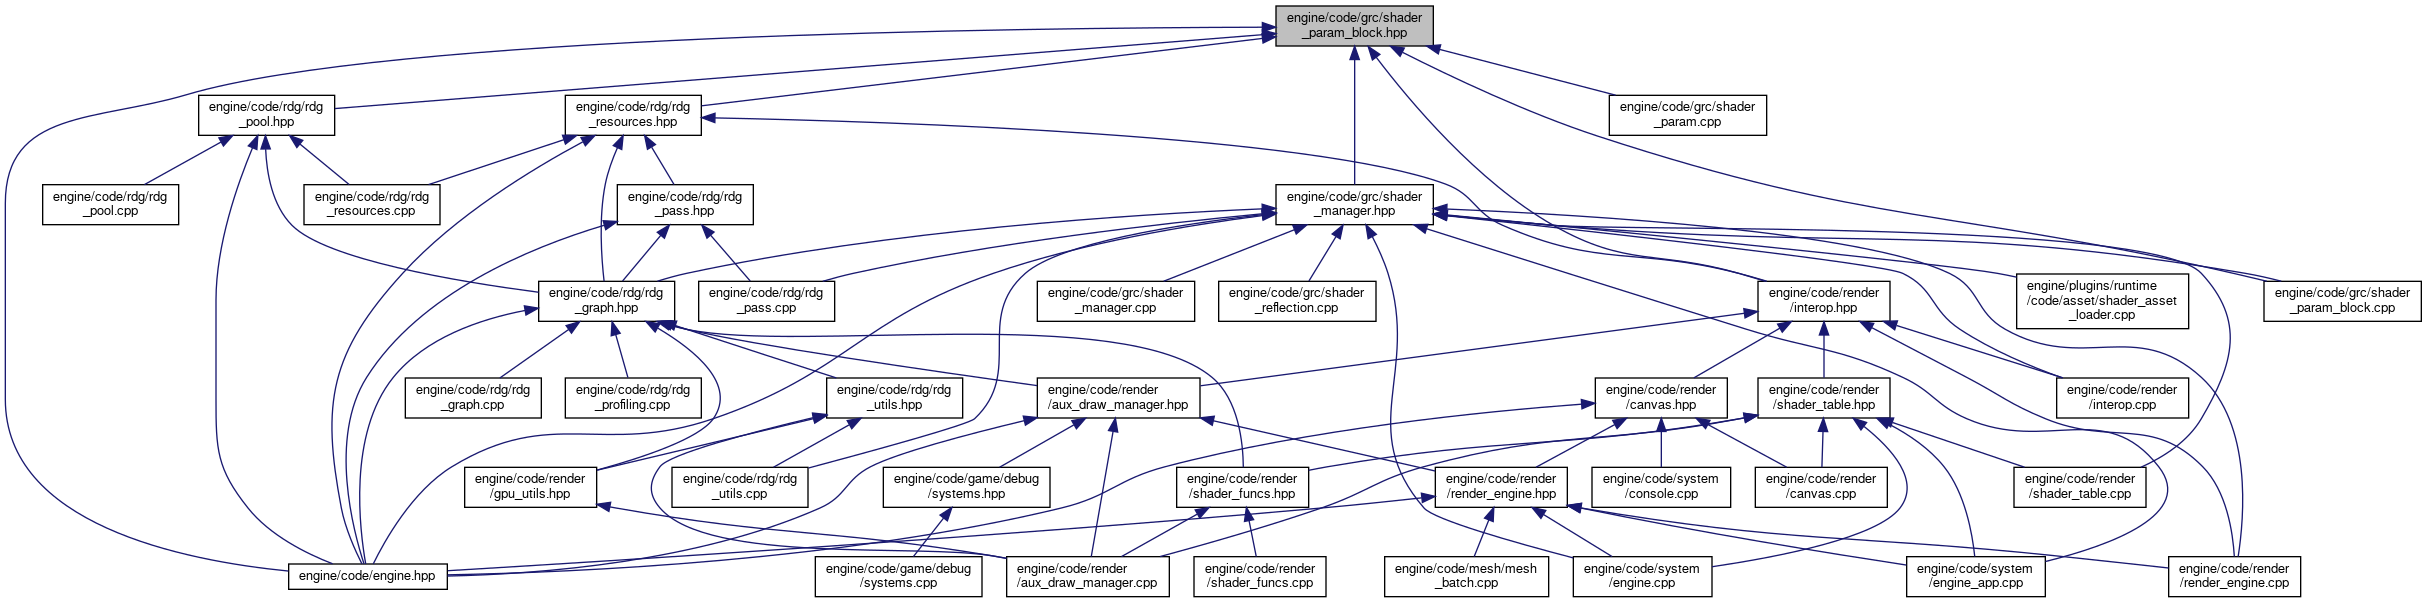 engine/code/grc/shader
_param_block.hpp
engine/code/rdg/rdg
_pool.hpp
engine/code/rdg/rdg
_resources.hpp
engine/code/grc/shader
_param.cpp
engine/code/rdg/rdg
_pool.cpp
engine/code/rdg/rdg
_resources.cpp
engine/code/rdg/rdg
_pass.hpp
engine/code/grc/shader
_manager.hpp
engine/code/rdg/rdg
_graph.hpp
engine/code/rdg/rdg
_pass.cpp
engine/code/grc/shader
_manager.cpp
engine/code/grc/shader
_reflection.cpp
engine/code/render
/interop.hpp
engine/plugins/runtime
/code/asset/shader_asset
_loader.cpp
engine/code/grc/shader
_param_block.cpp
engine/code/rdg/rdg
_graph.cpp
engine/code/rdg/rdg
_profiling.cpp
engine/code/rdg/rdg
_utils.hpp
engine/code/render
/aux_draw_manager.hpp
engine/code/render
/canvas.hpp
engine/code/render
/shader_table.hpp
engine/code/render
/interop.cpp
engine/code/render
/gpu_utils.hpp
engine/code/rdg/rdg
_utils.cpp
engine/code/game/debug
/systems.hpp
engine/code/render
/shader_funcs.hpp
engine/code/render
/render_engine.hpp
engine/code/system
/console.cpp
engine/code/render
/canvas.cpp
engine/code/render
/shader_table.cpp
engine/code/engine.hpp
engine/code/game/debug
/systems.cpp
engine/code/render
/aux_draw_manager.cpp
engine/code/render
/shader_funcs.cpp
engine/code/mesh/mesh
_batch.cpp
engine/code/system
/engine.cpp
engine/code/system
/engine_app.cpp
engine/code/render
/render_engine.cpp